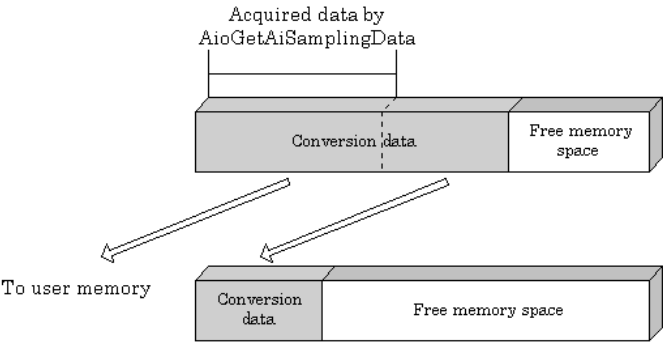 Acquired data by
AioGetAiSamplingData
Conversion data
Free memory
space
To user memory
Conversion
data
Free memory space